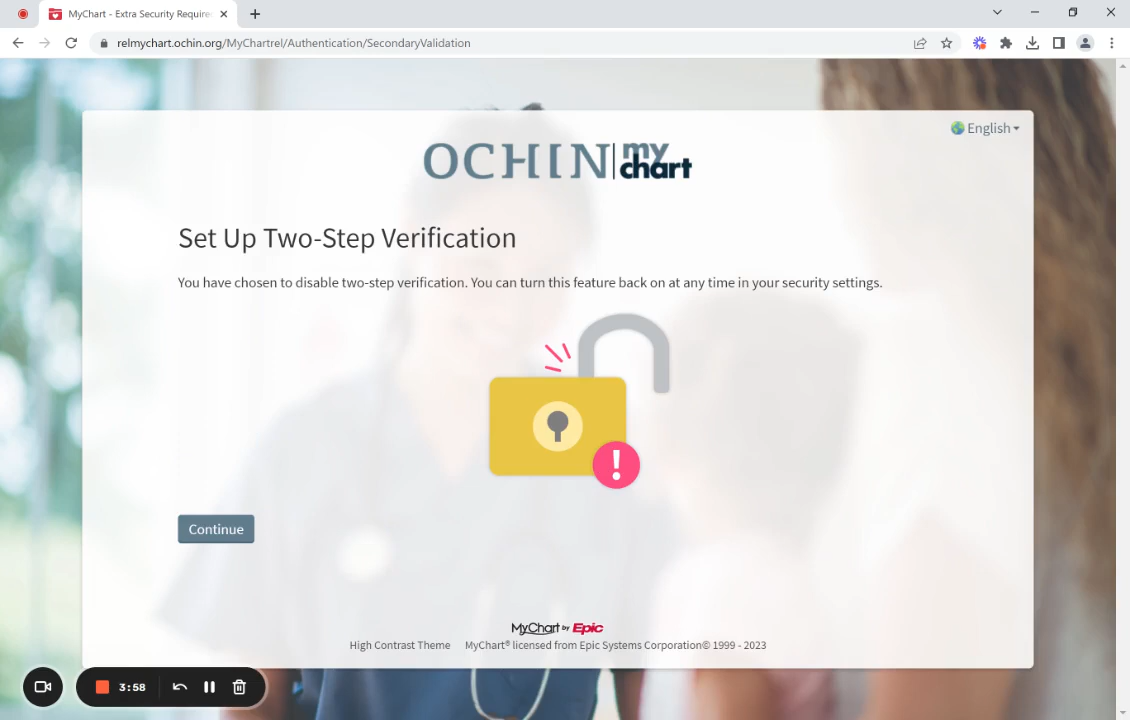 MyChart - Extra Security Require
relmychart.ochin.org/MyChartrel/Authentication/SecondaryValidation
English
OCHIN my chart
Set Up Two-Step Verification
You have chosen to disable two-step verification. You can turn this feature back on at any time in your security settings.
!
Continue
MyChart by Epic
High Contrast Theme MyChart® licensed from Epic Systems Corporation© 1999 - 2023
3:58